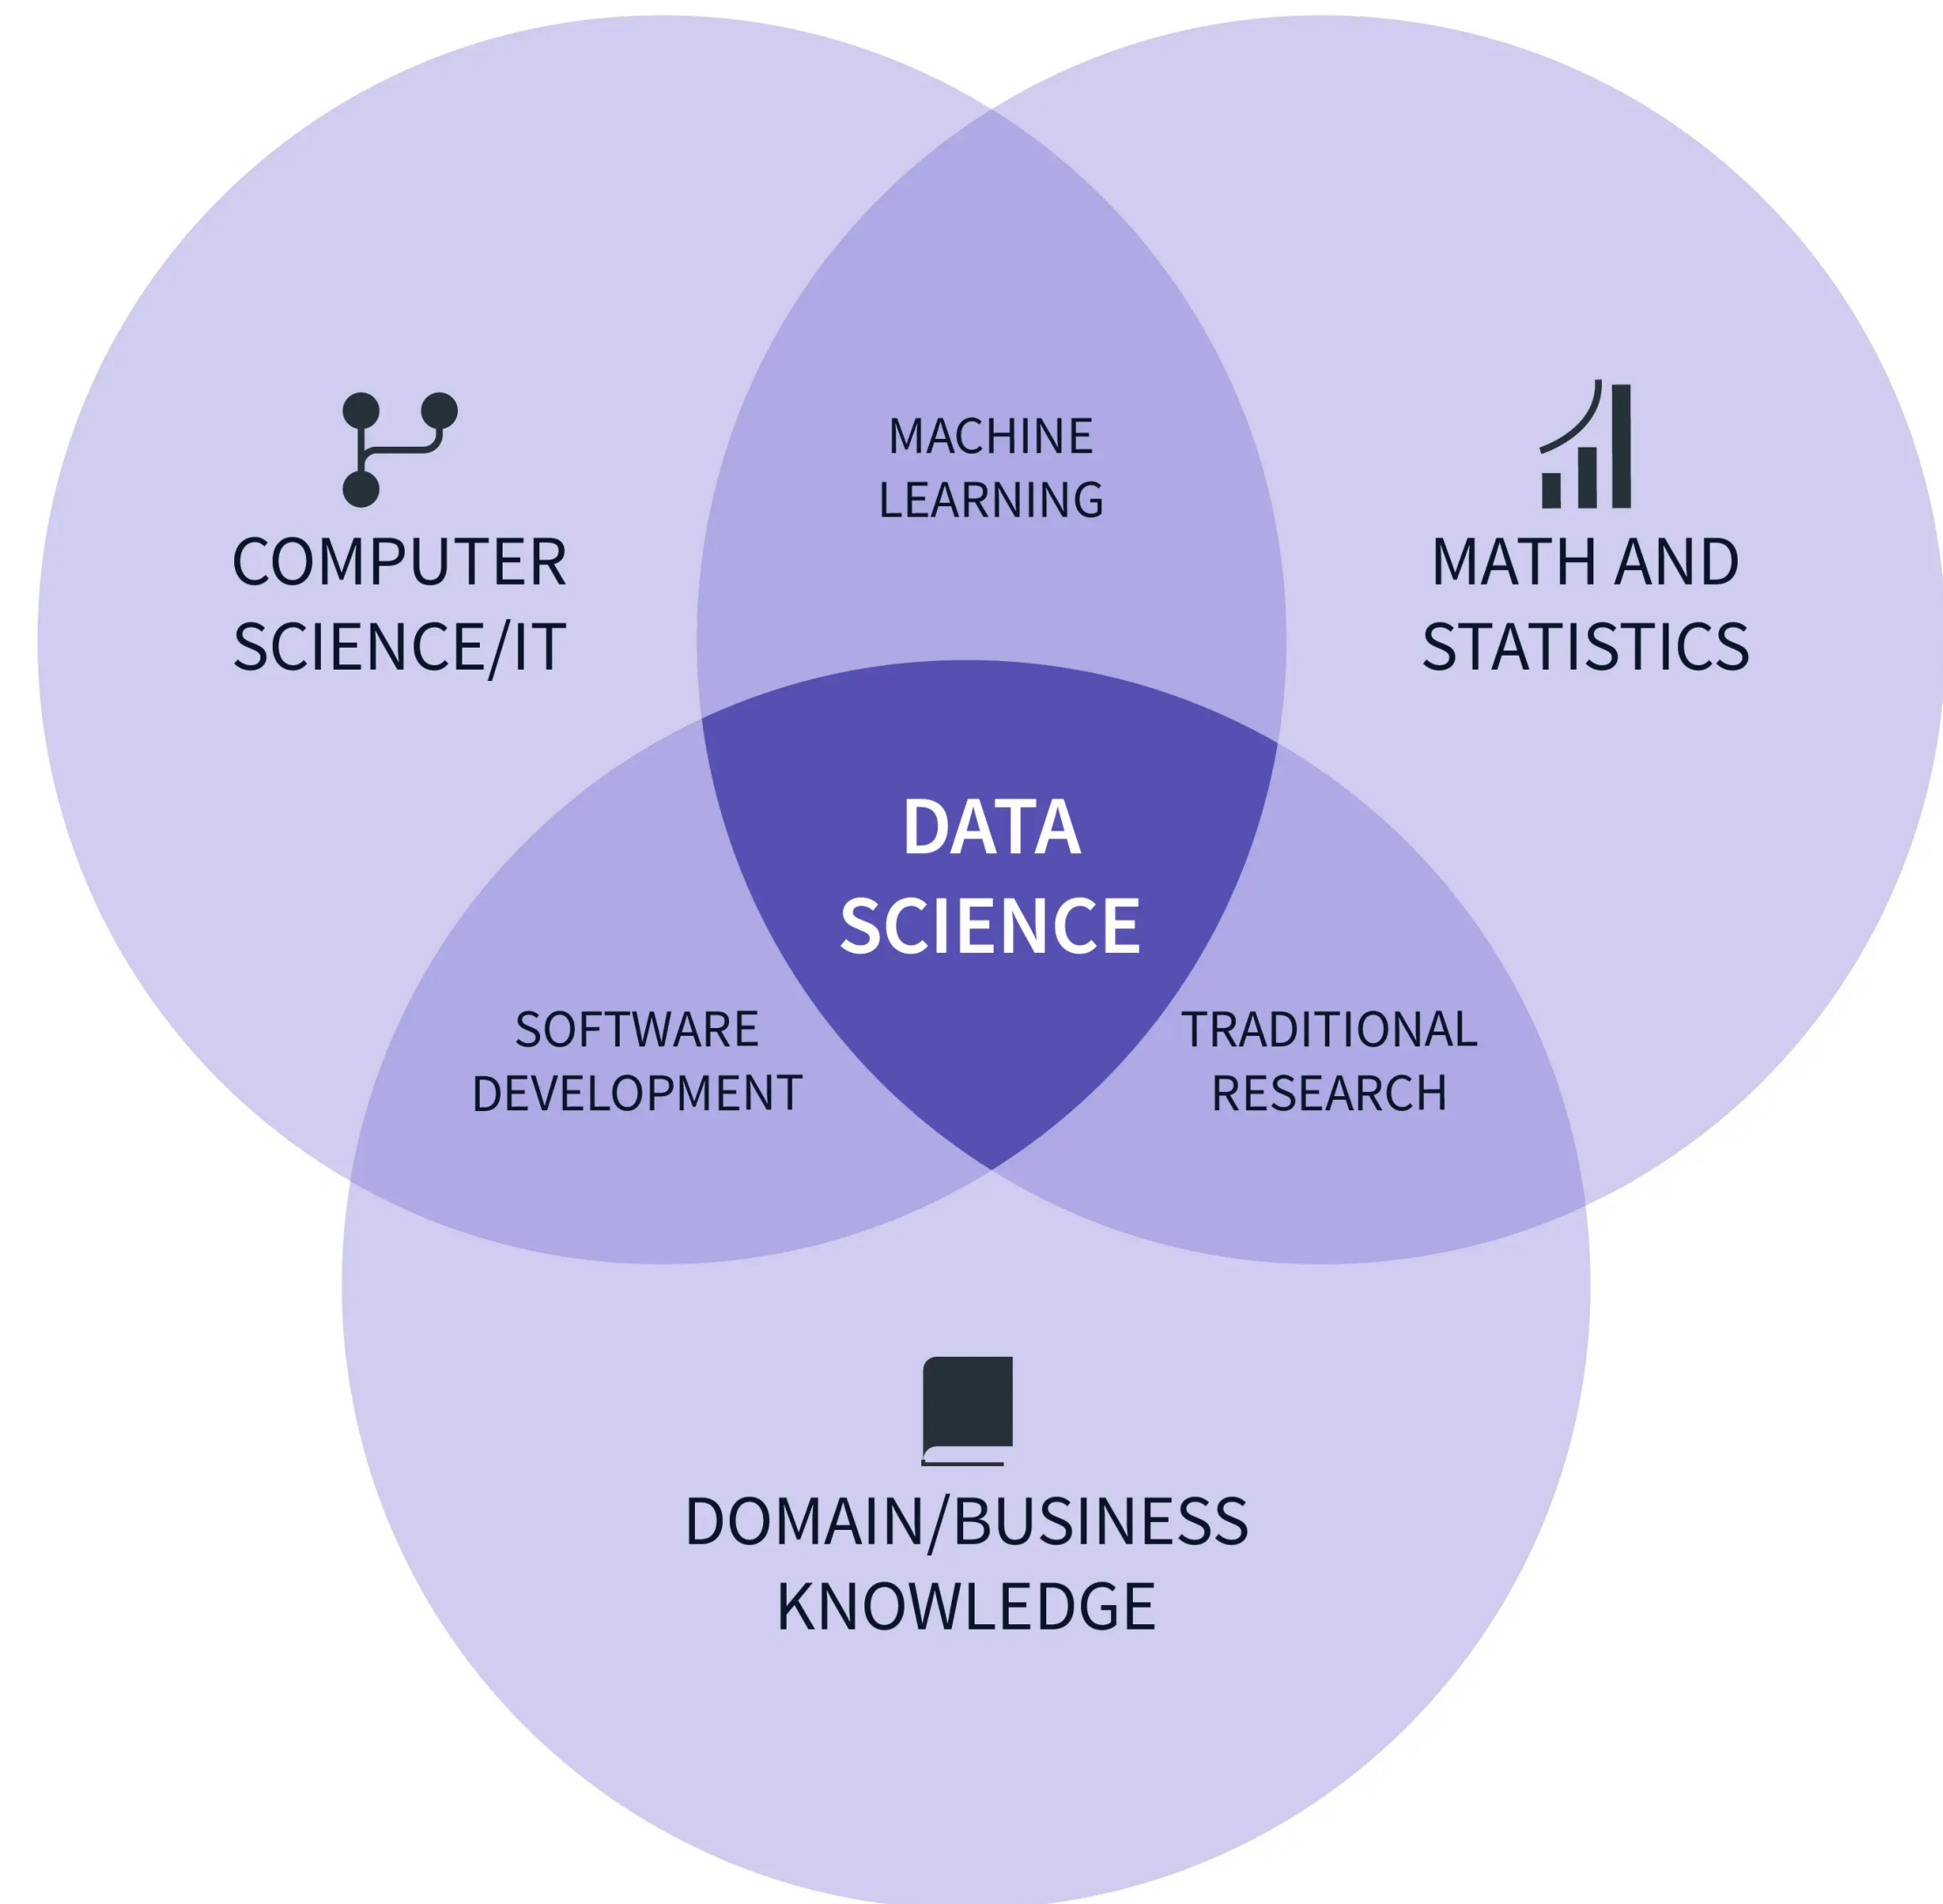 MACHINE
LEARNING
COMPUTER
SCIENCE/IT
MATH AND
STATISTICS
DATA
SCIENCE
SOFTWARE
DEVELOPMENT
TRADITIONAL
RESEARCH
DOMAIN/BUSINESS
KNOWLEDGE